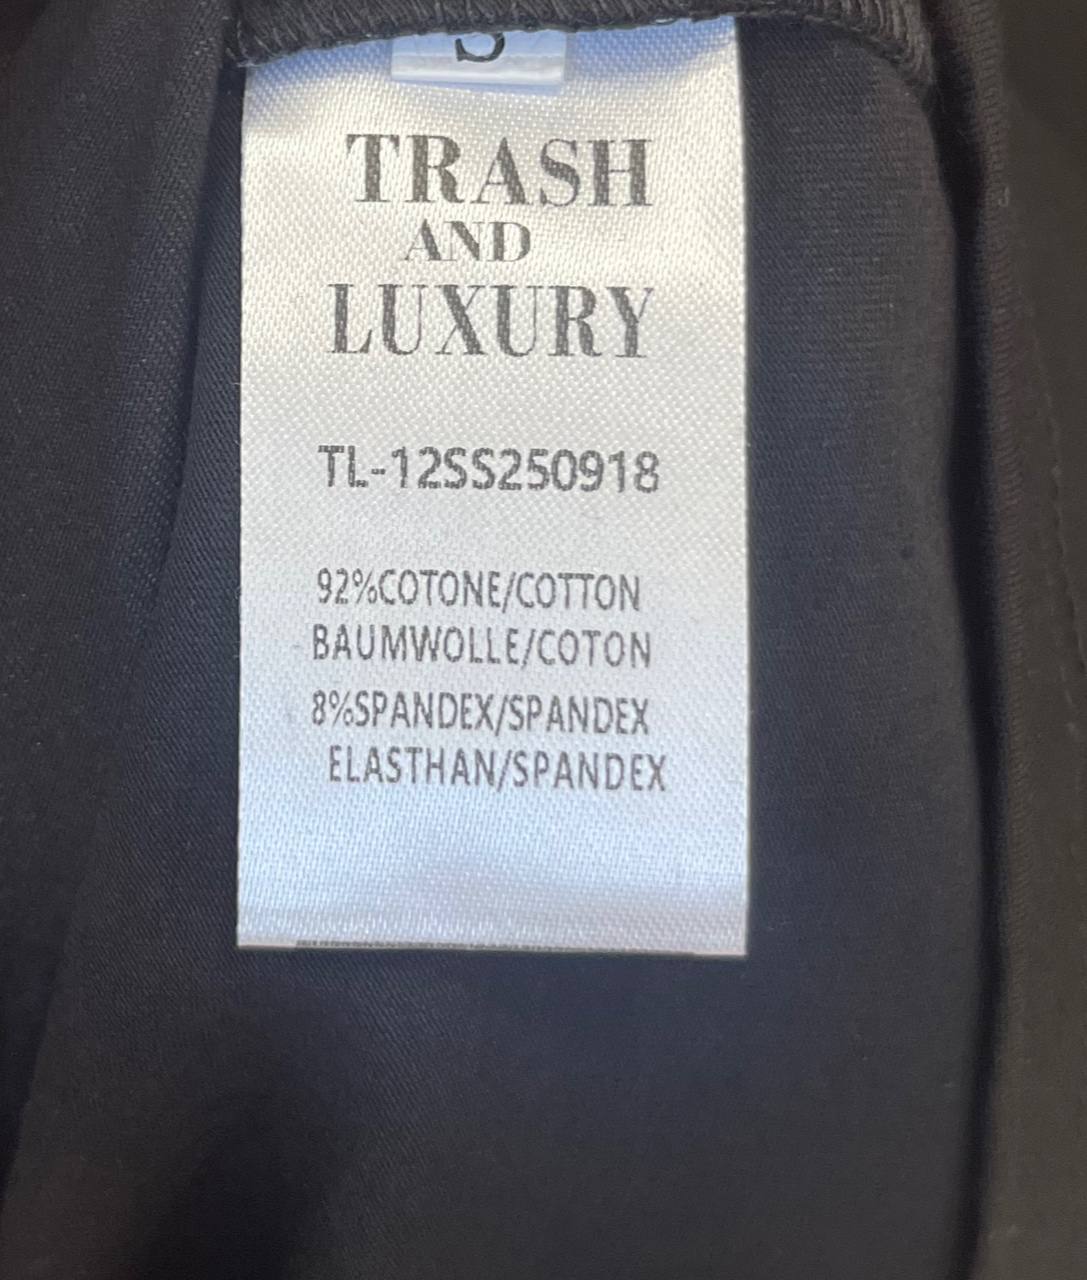 S
TRASH
AND
LUXURY
TL-12SS250918
92%COTONE/COTTON
BAUMWOLLE/COTON
8%SPANDEX/SPANDEX
ELASTHAN/SPANDEX